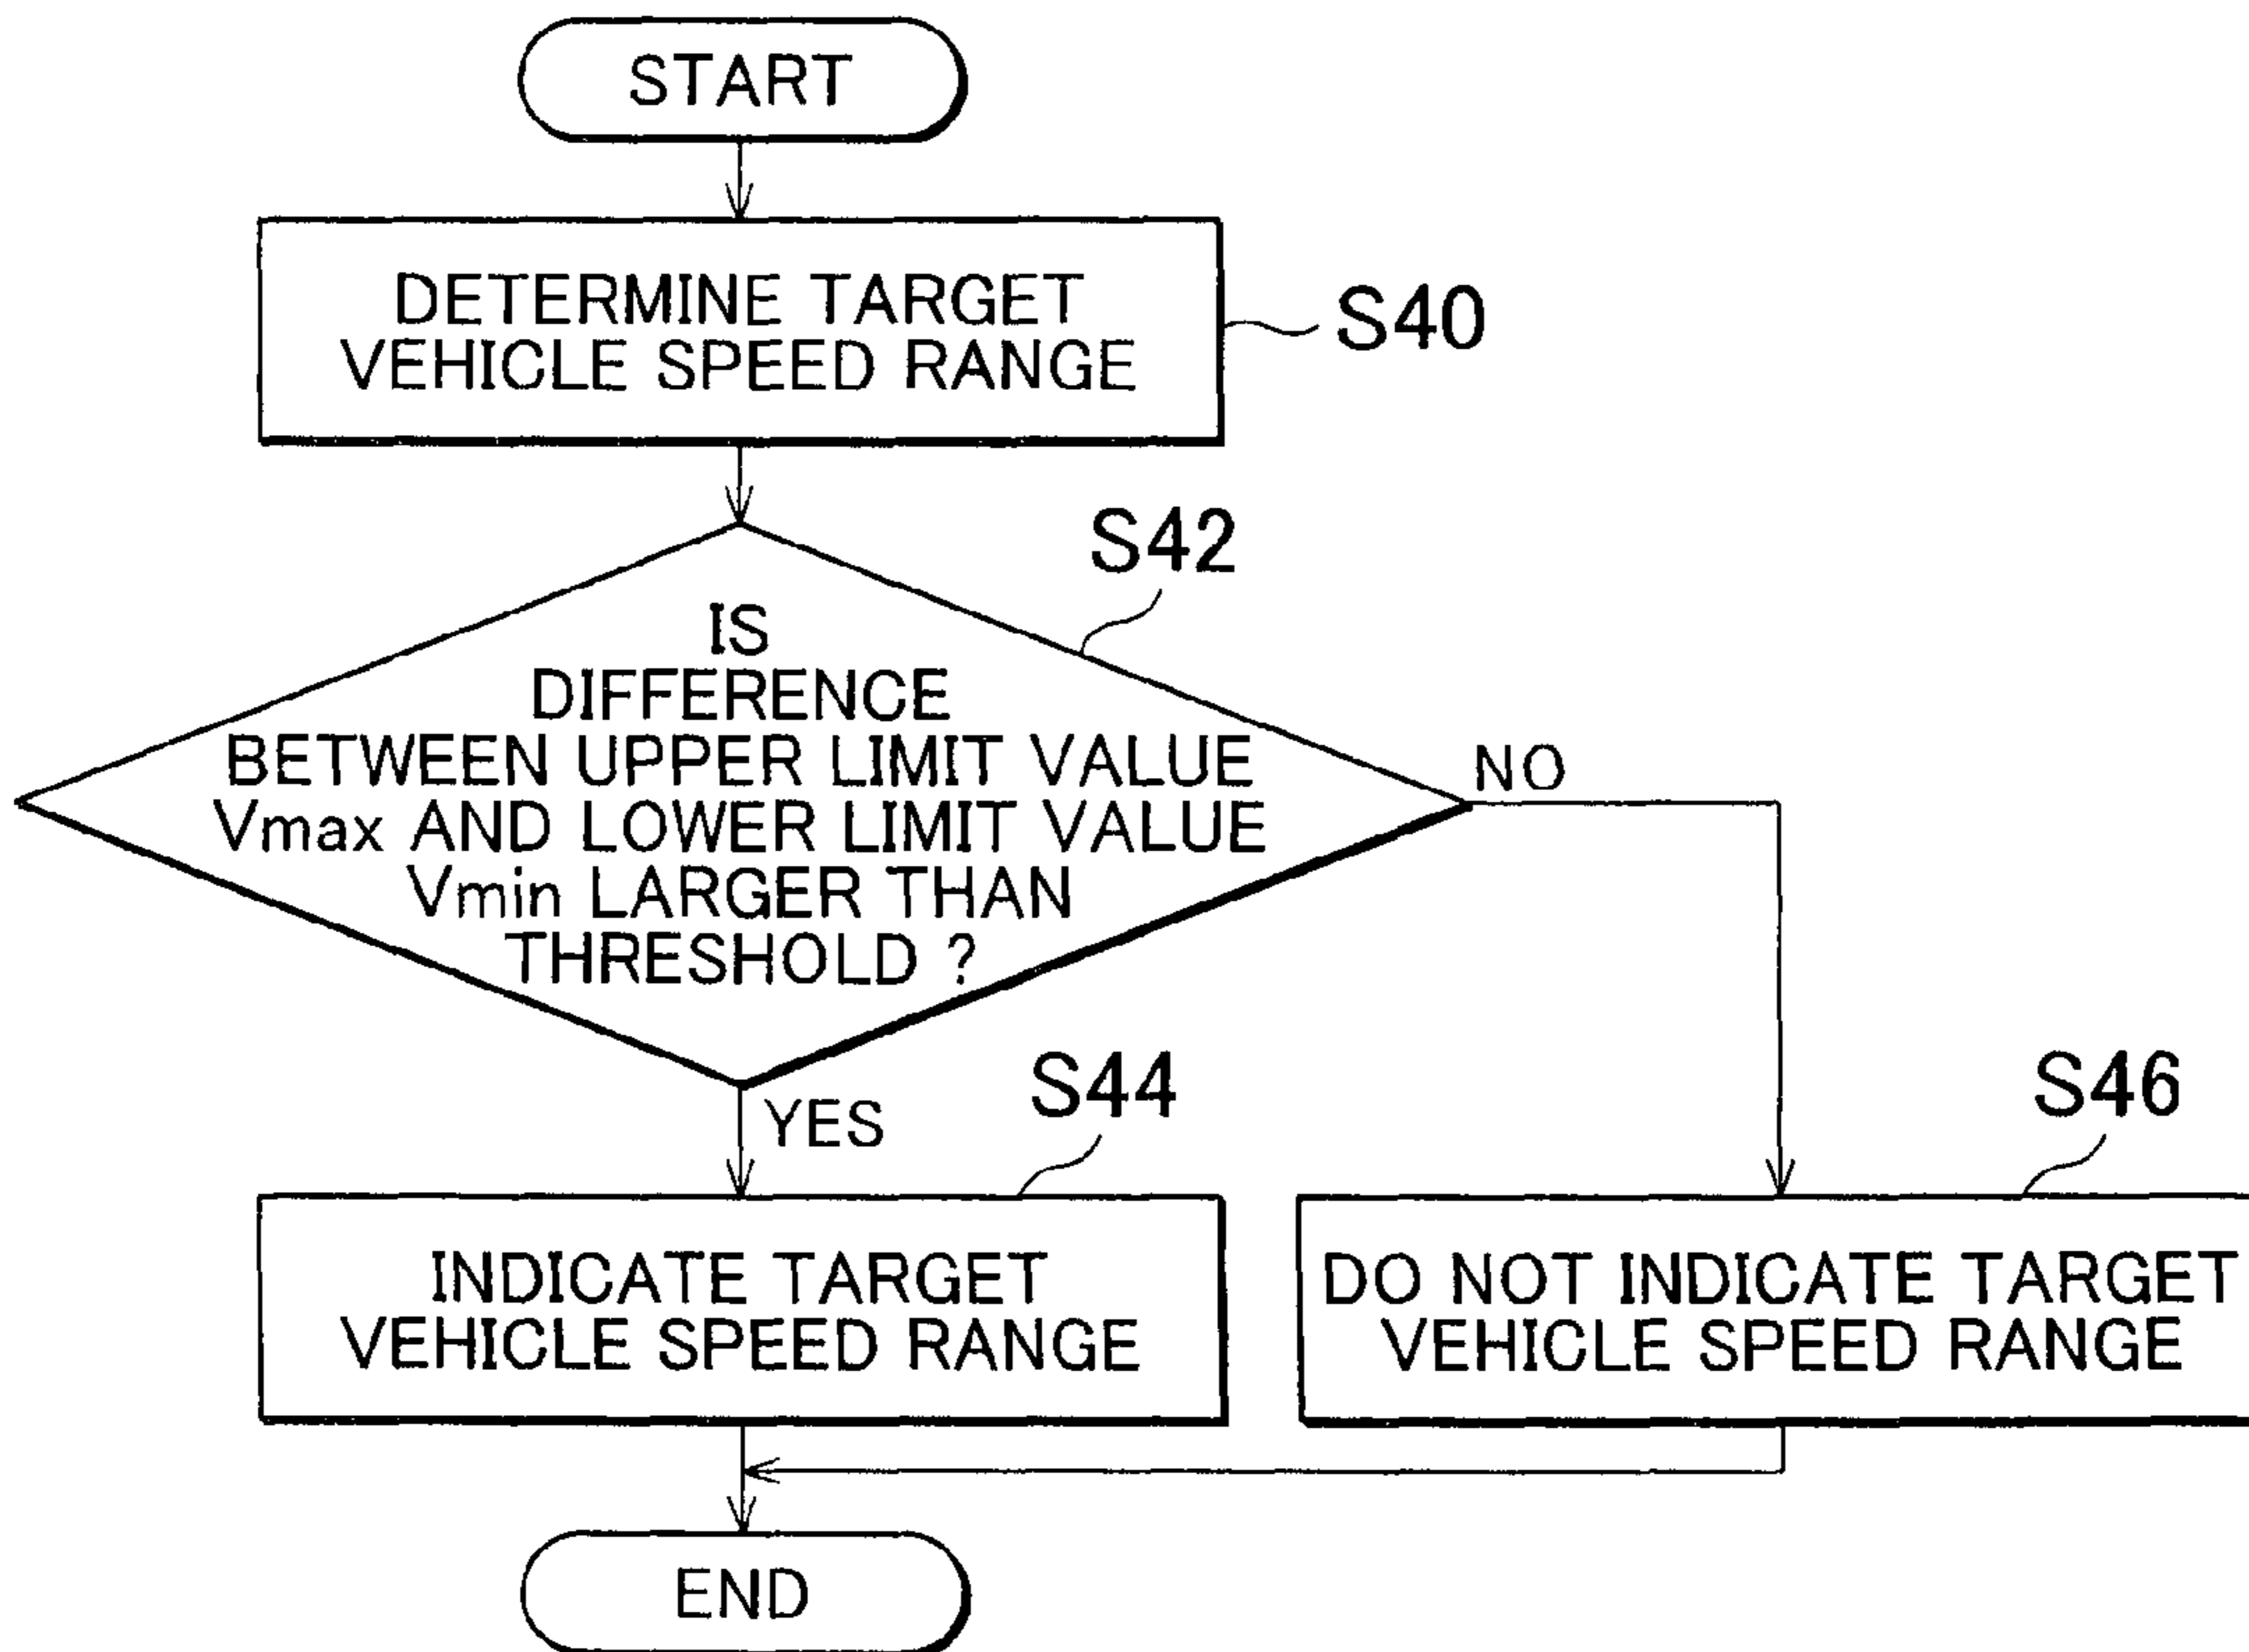 START
DETERMINE TARGET
VEHICLE SPEED RANGE
S40
S42
IS
DIFFERENCE
BETWEEN UPPER LIMIT VALUE
Vmax AND LOWER LIMIT VALUE
Vmin LARGER THAN
THRESHOLD ?
NO
YES
S44
S46
INDICATE TARGET
VEHICLE SPEED RANGE
DO NOT INDICATE TARGET
VEHICLE SPEED RANGE
END